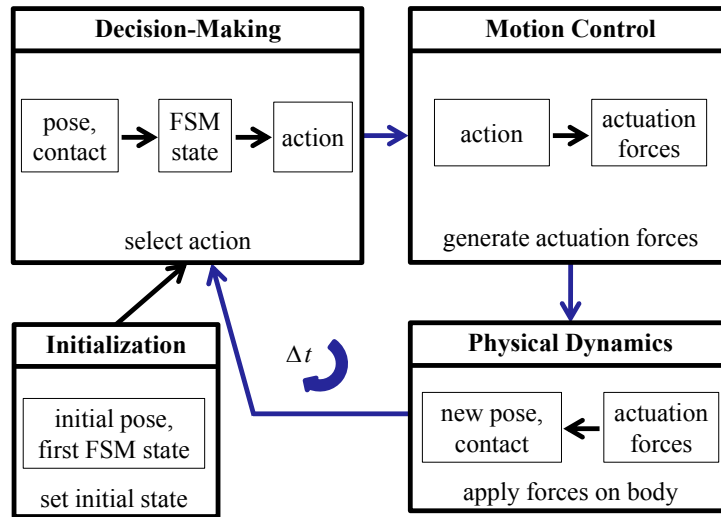 Decision-Making
pose,
contact
FSM
state
action
select action
Motion Control
action
actuation
forces
generate actuation forces
Initialization
initial pose,
first FSM state
set initial state
Δt
Physical Dynamics
new pose,
contact
actuation
forces
apply forces on body